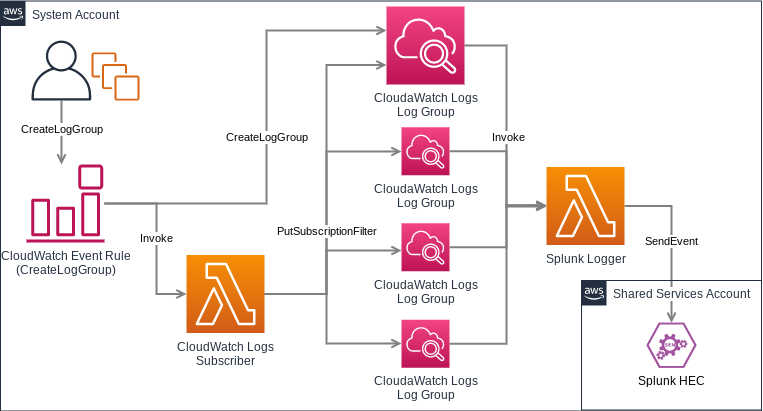 aws
System Account
CreateLogGroup
CloudWatch Event Rule
(CreateLogGroup)
Invoke
CloudWatch Logs
Subscriber
CreateLogGroup
PutSubscriptionFilter
CloudaWatch Logs
Log Group
CloudaWatch Logs
Log Group
CloudaWatch Logs
Log Group
CloudaWatch Logs
Log Group
Invoke
Splunk Logger
SendEvent
aws
Shared Services Account
SIEM
Splunk HEC